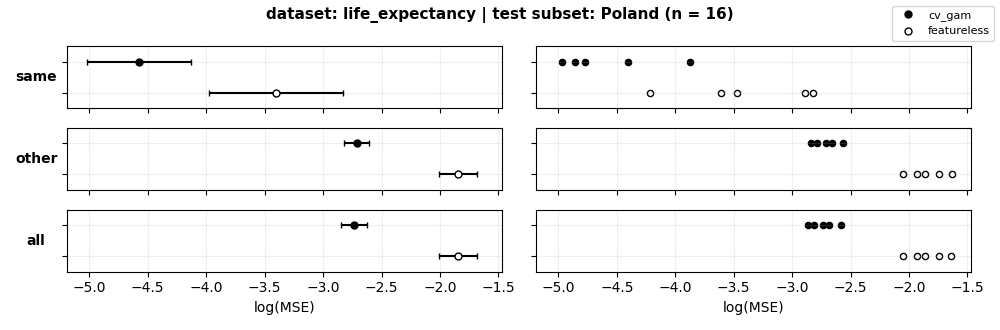 dataset: life_expectancy | test subset: Poland (n = 16)
cv_gam
featureless
same
other
all
−5.0 −4.5 −4.0 −3.5 −3.0 −2.5 −2.0 −1.5
−5.0 −4.5 −4.0 −3.5 −3.0 −2.5 −2.0 −1.5
log(MSE)
log(MSE)